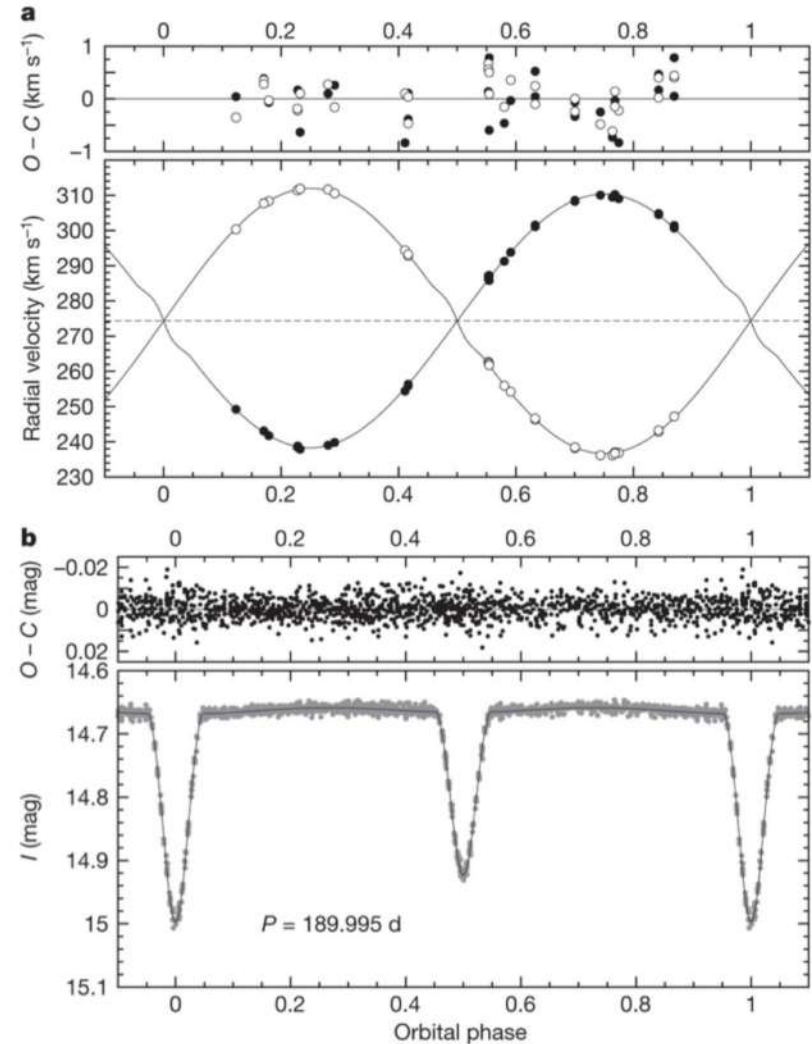 a
0 0.2 0.4 0.6 0.8 1
O – C (km s⁻¹)
1
0
−1
Radial velocity (km s⁻¹)
310
300
290
280
270
260
250
240
230
0 0.2 0.4 0.6 0.8 1
b
0 0.2 0.4 0.6 0.8 1
O – C (mag)
−0.02
0
0.02
I (mag)
14.6
14.7
14.8
14.9
15
15.1
P = 189.995 d
0 0.2 0.4 0.6 0.8 1
Orbital phase